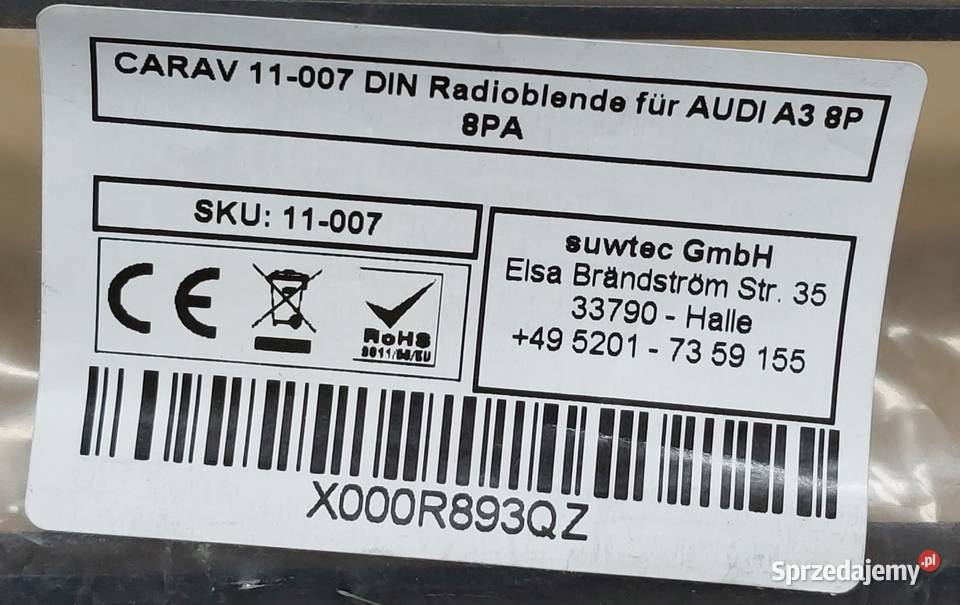 CARAV 11-007 DIN Radioblende für AUDI A3 8P
8PA
SKU: 11-007
suwtec GmbH
Elsa Brändström Str. 35
33790 - Halle
+49 5201 - 73 59 155
CE
RoHS
2011/65/EU
X000R893QZ
Sprzedajemy.pl